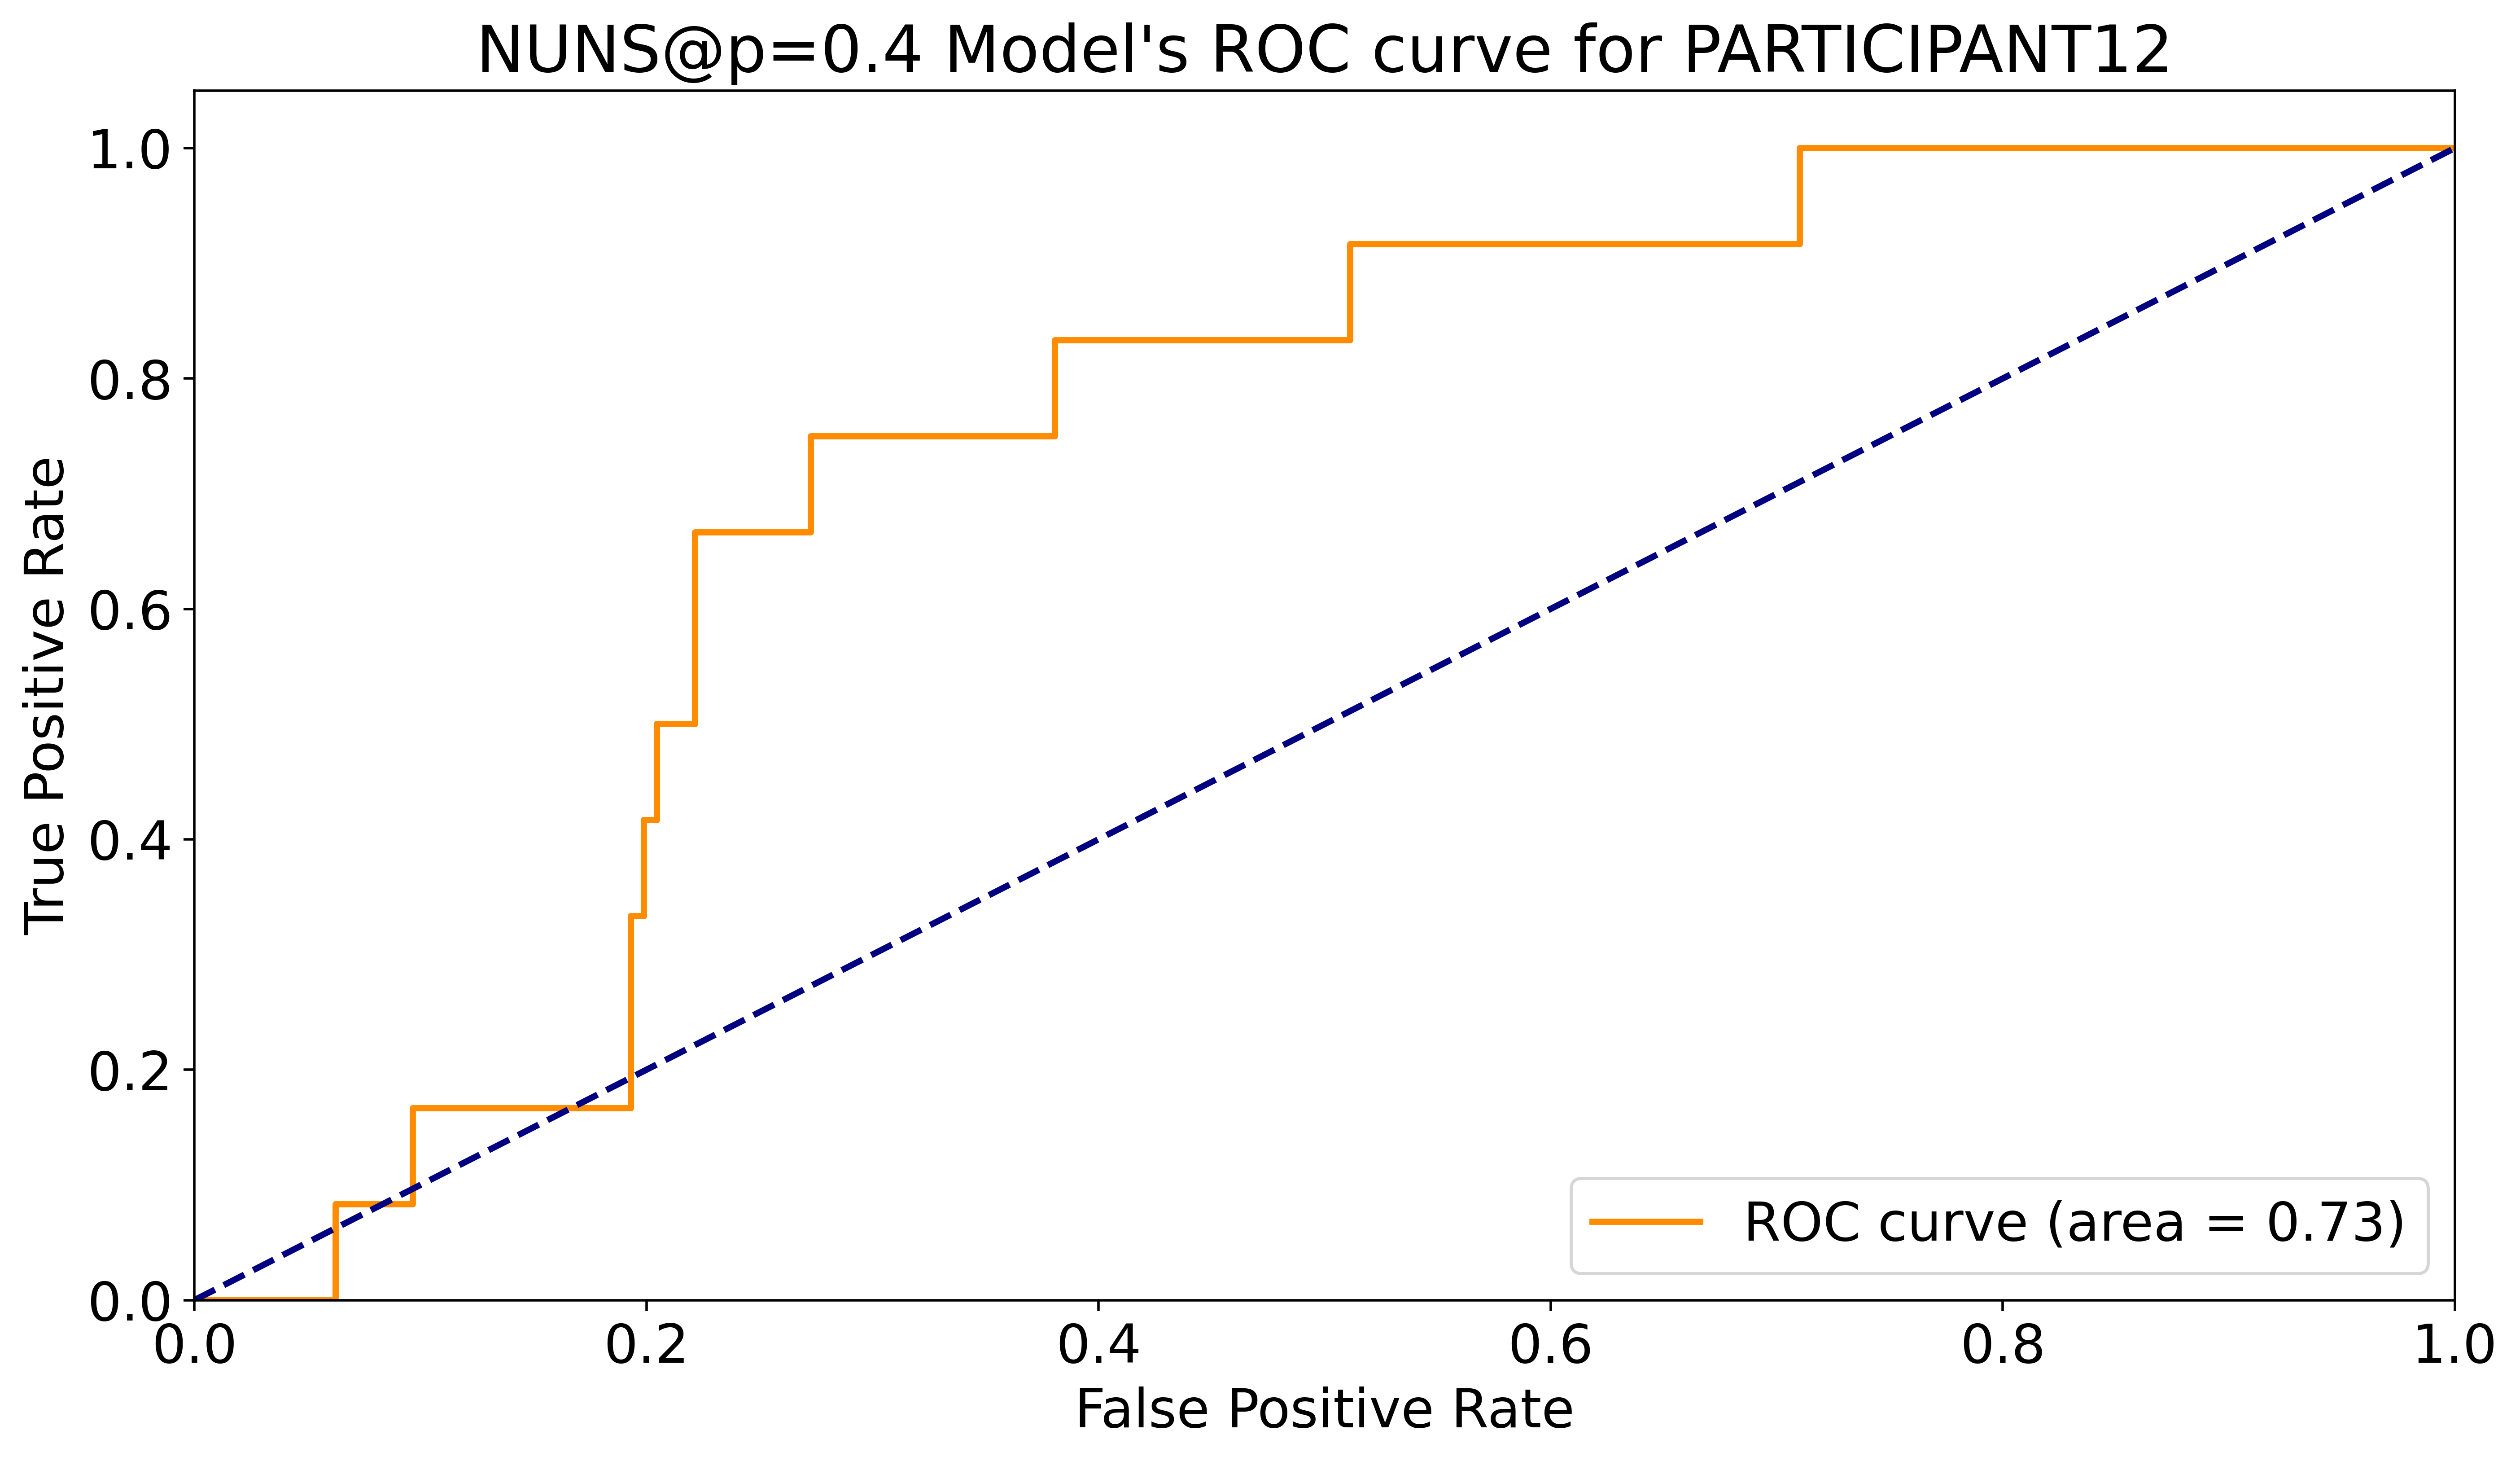 NUNS@p=0.4 Model's ROC curve for PARTICIPANT12
True Positive Rate
1.0
0.8
0.6
0.4
0.2
0.0
ROC curve (area = 0.73)
0.0 0.2 0.4 0.6 0.8 1.0
False Positive Rate